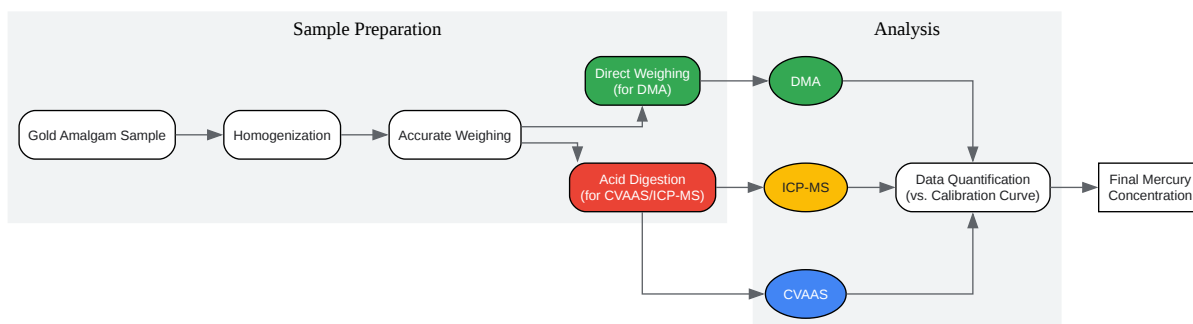 Sample Preparation
Analysis
Gold Amalgam Sample
Homogenization
Accurate Weighing
Direct Weighing
(for DMA)
Acid Digestion
(for CVAAS/ICP-MS)
DMA
ICP-MS
CVAAS
Data Quantification
(vs. Calibration Curve)
Final Mercury
Concentration